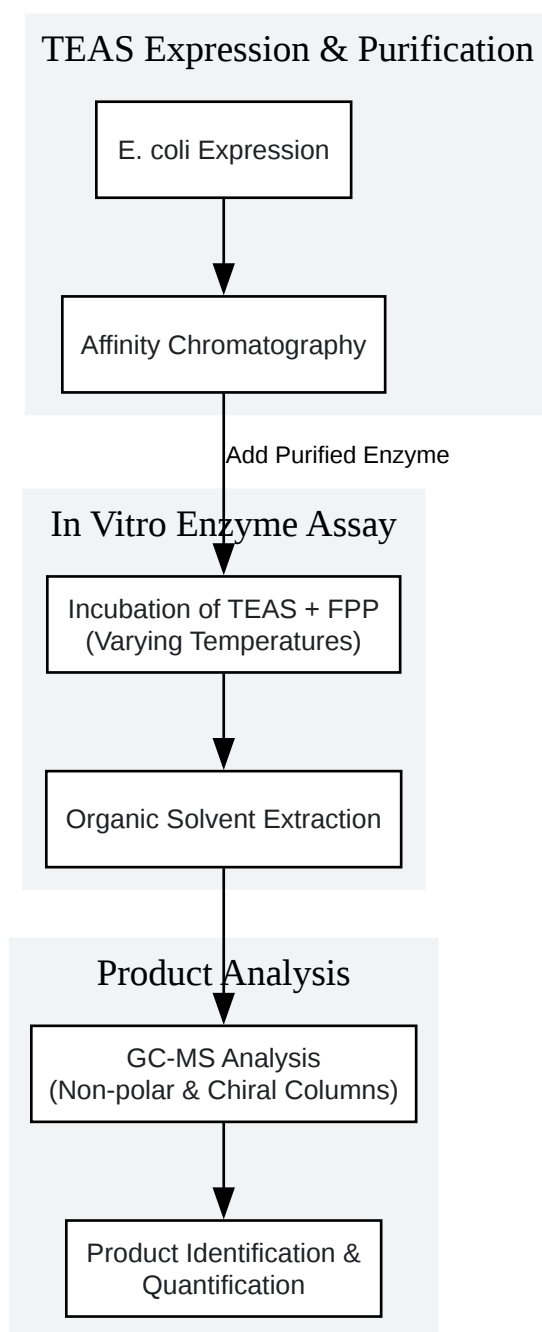 TEAS Expression & Purification
E. coli Expression
Affinity Chromatography
Add Purified Enzyme
In Vitro Enzyme Assay
Incubation of TEAS + FPP
(Varying Temperatures)
Organic Solvent Extraction
Product Analysis
GC-MS Analysis
(Non-polar & Chiral Columns)
Product Identification &
Quantification